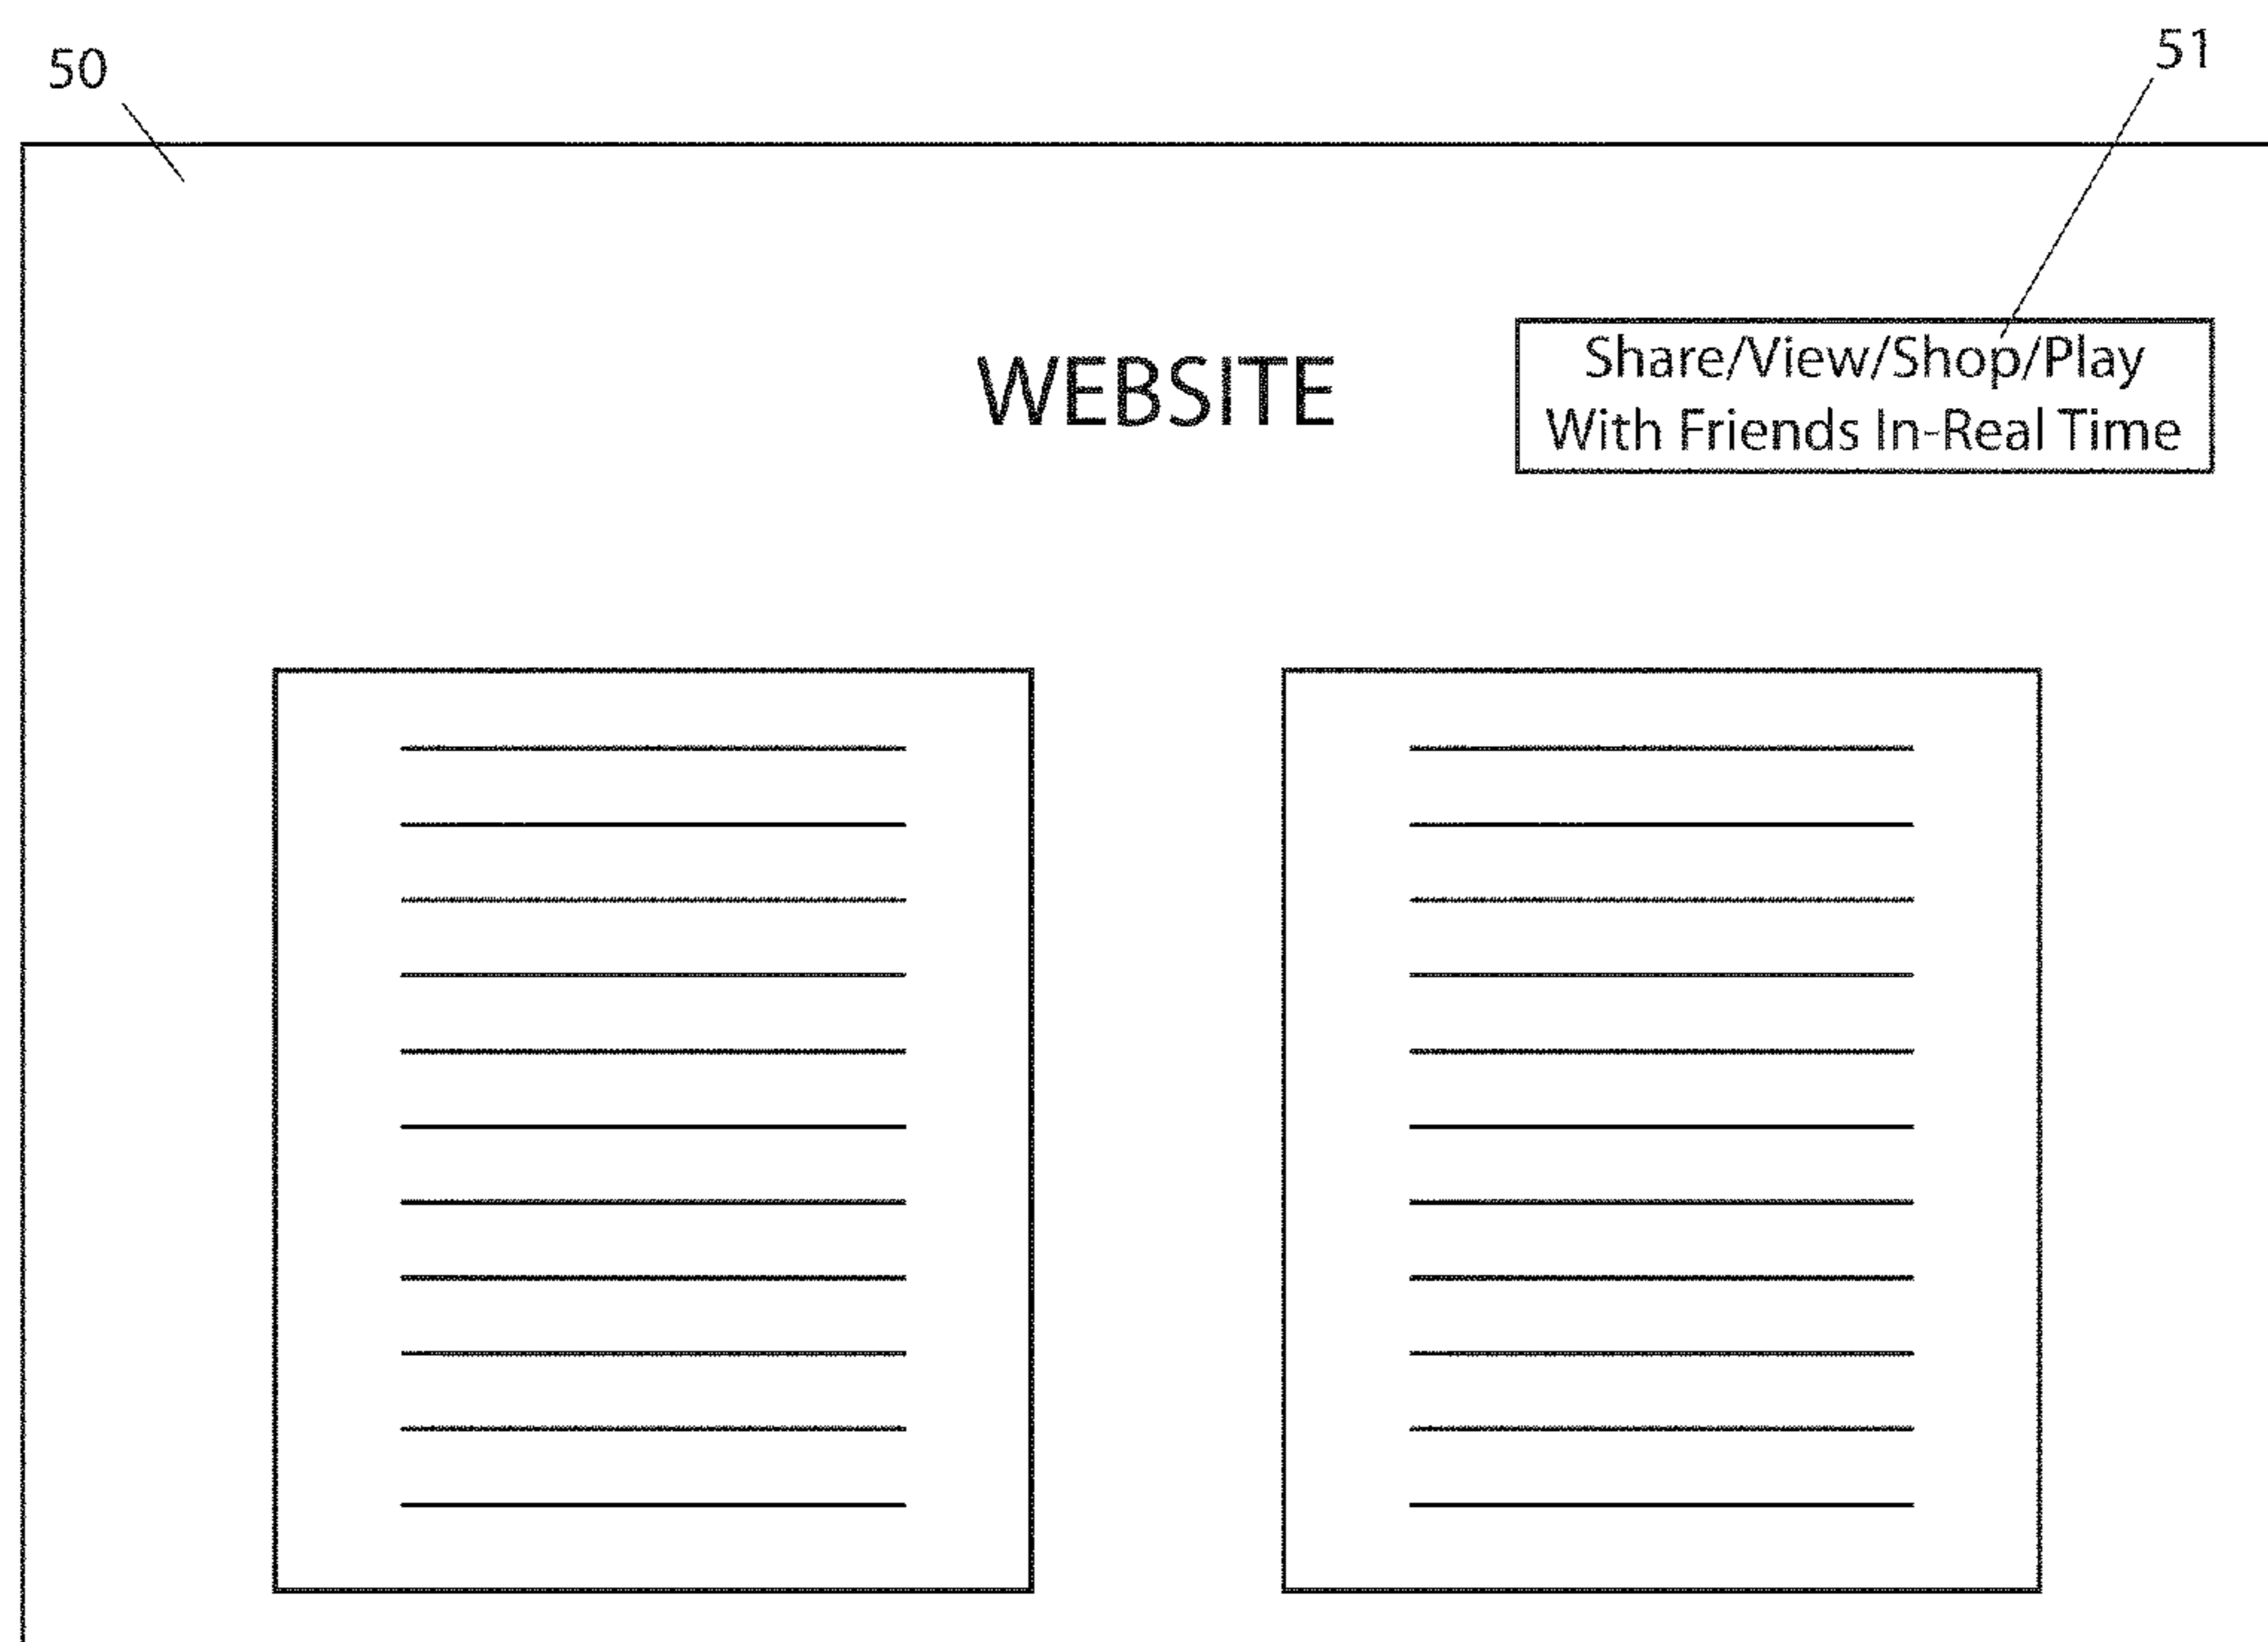 50
51
WEBSITE
Share/View/Shop/Play
With Friends In-Real Time